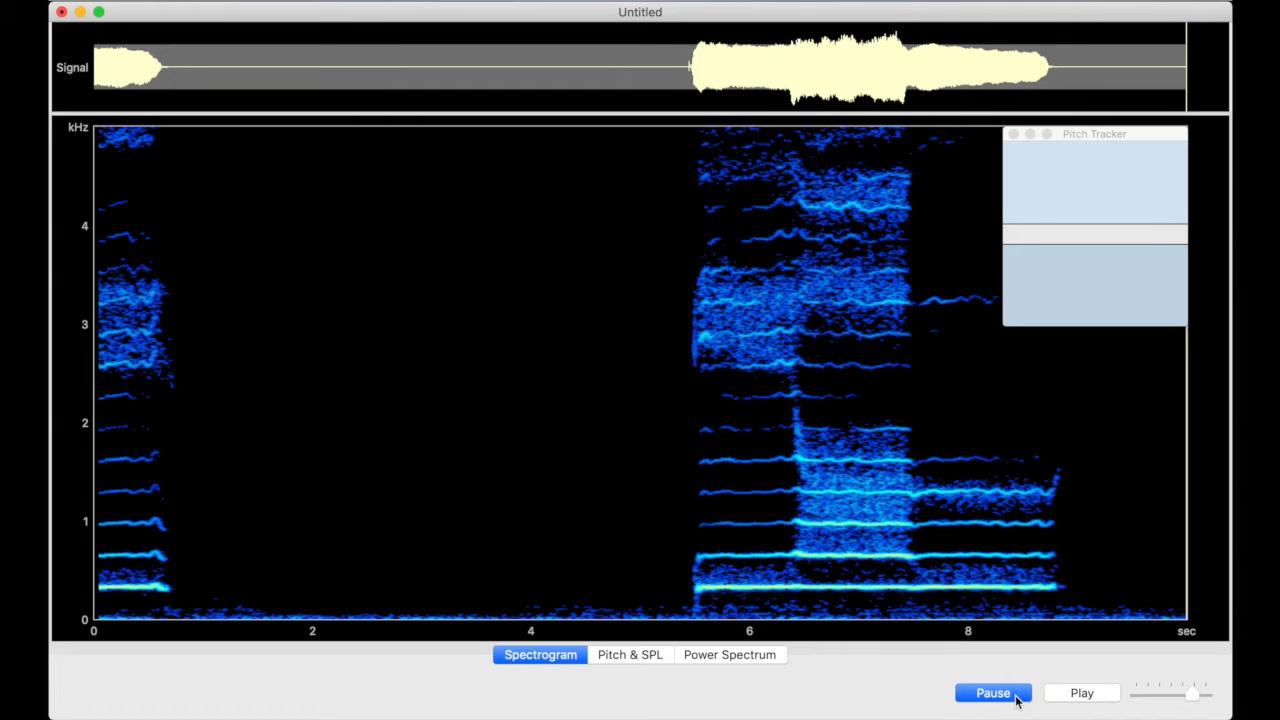 Untitled
Signal
kHz
Pitch Tracker
4
3
2
1
0
0 2 4 6 8 sec
Spectrogram Pitch & SPL Power Spectrum
Pause Play